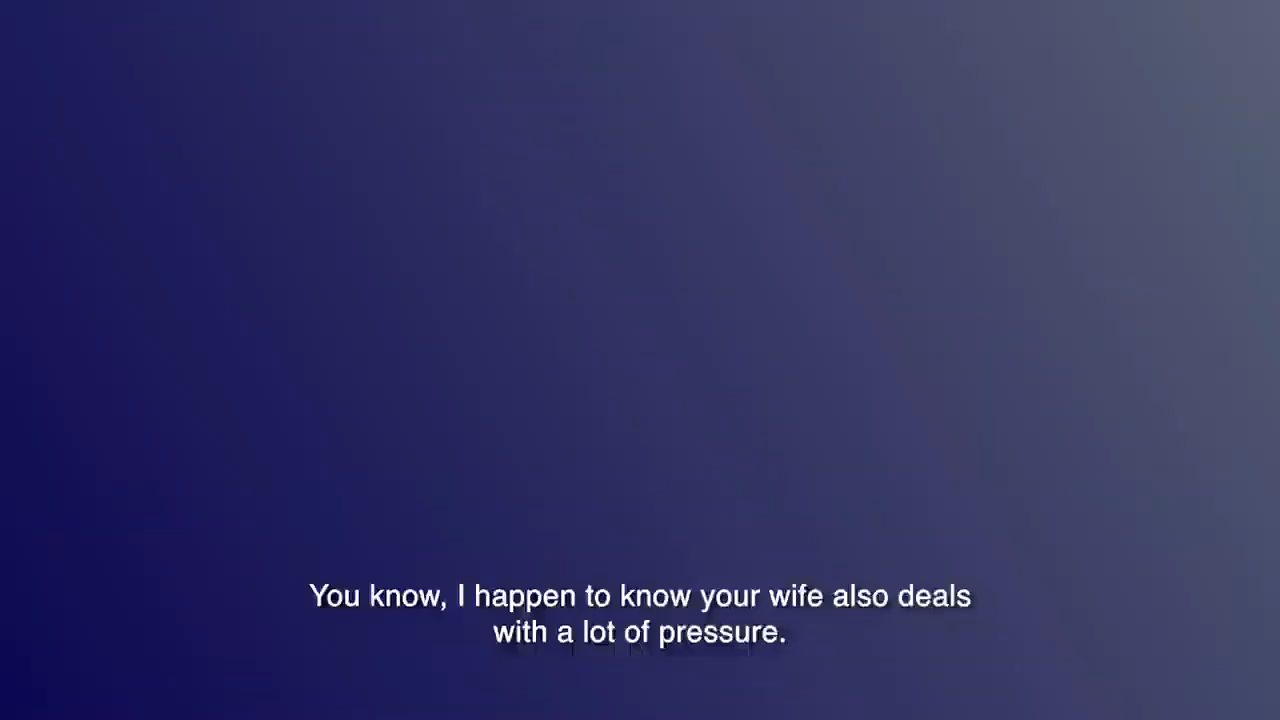 You know, I happen to know your wife also deals
with a lot of pressure.